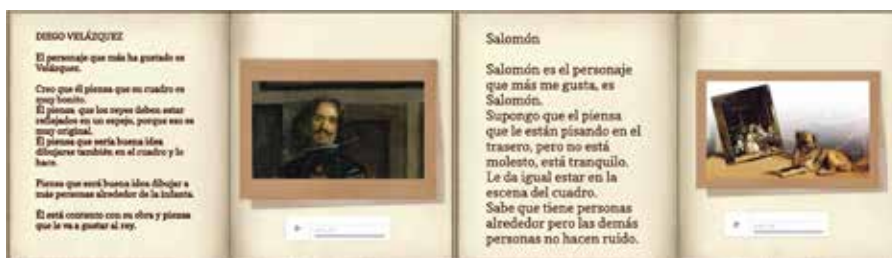 DIEGO VELÁZQUEZ
El personaje que más ha gustado es
Velázquez.
Creo que él piensa que su cuadro es
muy bonito.
Él piensa que los reyes deben estar
reflejados en un espejo, porque eso es
muy original.
Él piensa que sería buena idea
dibujarse también en el cuadro y lo
hace.
Piensa que será buena idea dibujar a
más personas alrededor de la infanta.
Él está contento con su obra y piensa
que le va a gustar al rey.
Salomón
Salomón es el personaje
que más me gusta, es
Salomón.
Supongo que el piensa
que le están pisando en el
trasero, pero no está
molesto, está tranquilo.
Le da igual estar en la
escena del cuadro.
Sabe que tiene personas
alrededor pero las demás
personas no hacen ruido.